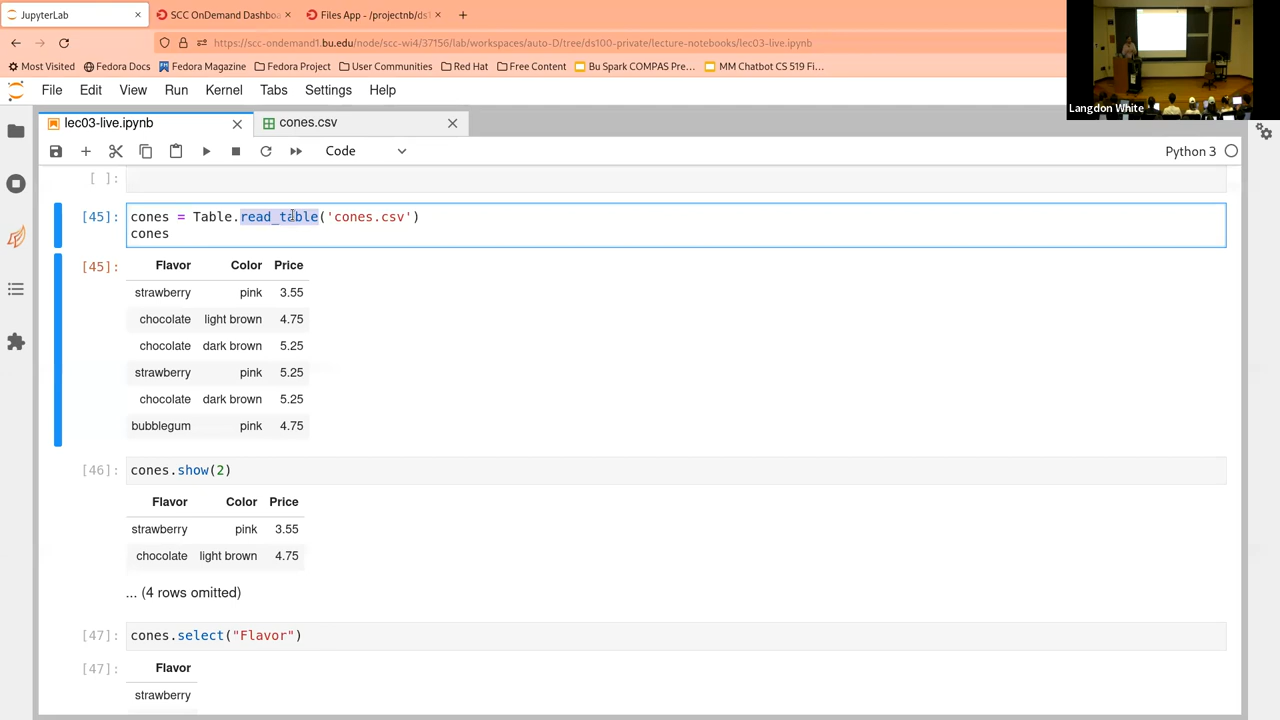 JupyterLab
SCC OnDemand Dashboa
Files App - /projectnb/ds1
https://scc-ondemand1.bu.edu/node/scc-wi4/37156/lab/workspaces/auto-D/tree/ds100-private/lecture-notebooks/lec03-live.ipynb
Most Visited Fedora Docs Fedora Magazine Fedora Project User Communities Red Hat Free Content Bu Spark COMPAS Pre… MM Chatbot CS 519 Fi…
Langdon White
File Edit View Run Kernel Tabs Settings Help
lec03-live.ipynb
cones.csv
Code
Python 3
[ ]:
[45]: cones = Table.read_table('cones.csv')
cones
[45]: Flavor Color Price
strawberry pink 3.55
chocolate light brown 4.75
chocolate dark brown 5.25
strawberry pink 5.25
chocolate dark brown 5.25
bubblegum pink 4.75
[46]: cones.show(2)
Flavor Color Price
strawberry pink 3.55
chocolate light brown 4.75
... (4 rows omitted)
[47]: cones.select("Flavor")
[47]: Flavor
strawberry